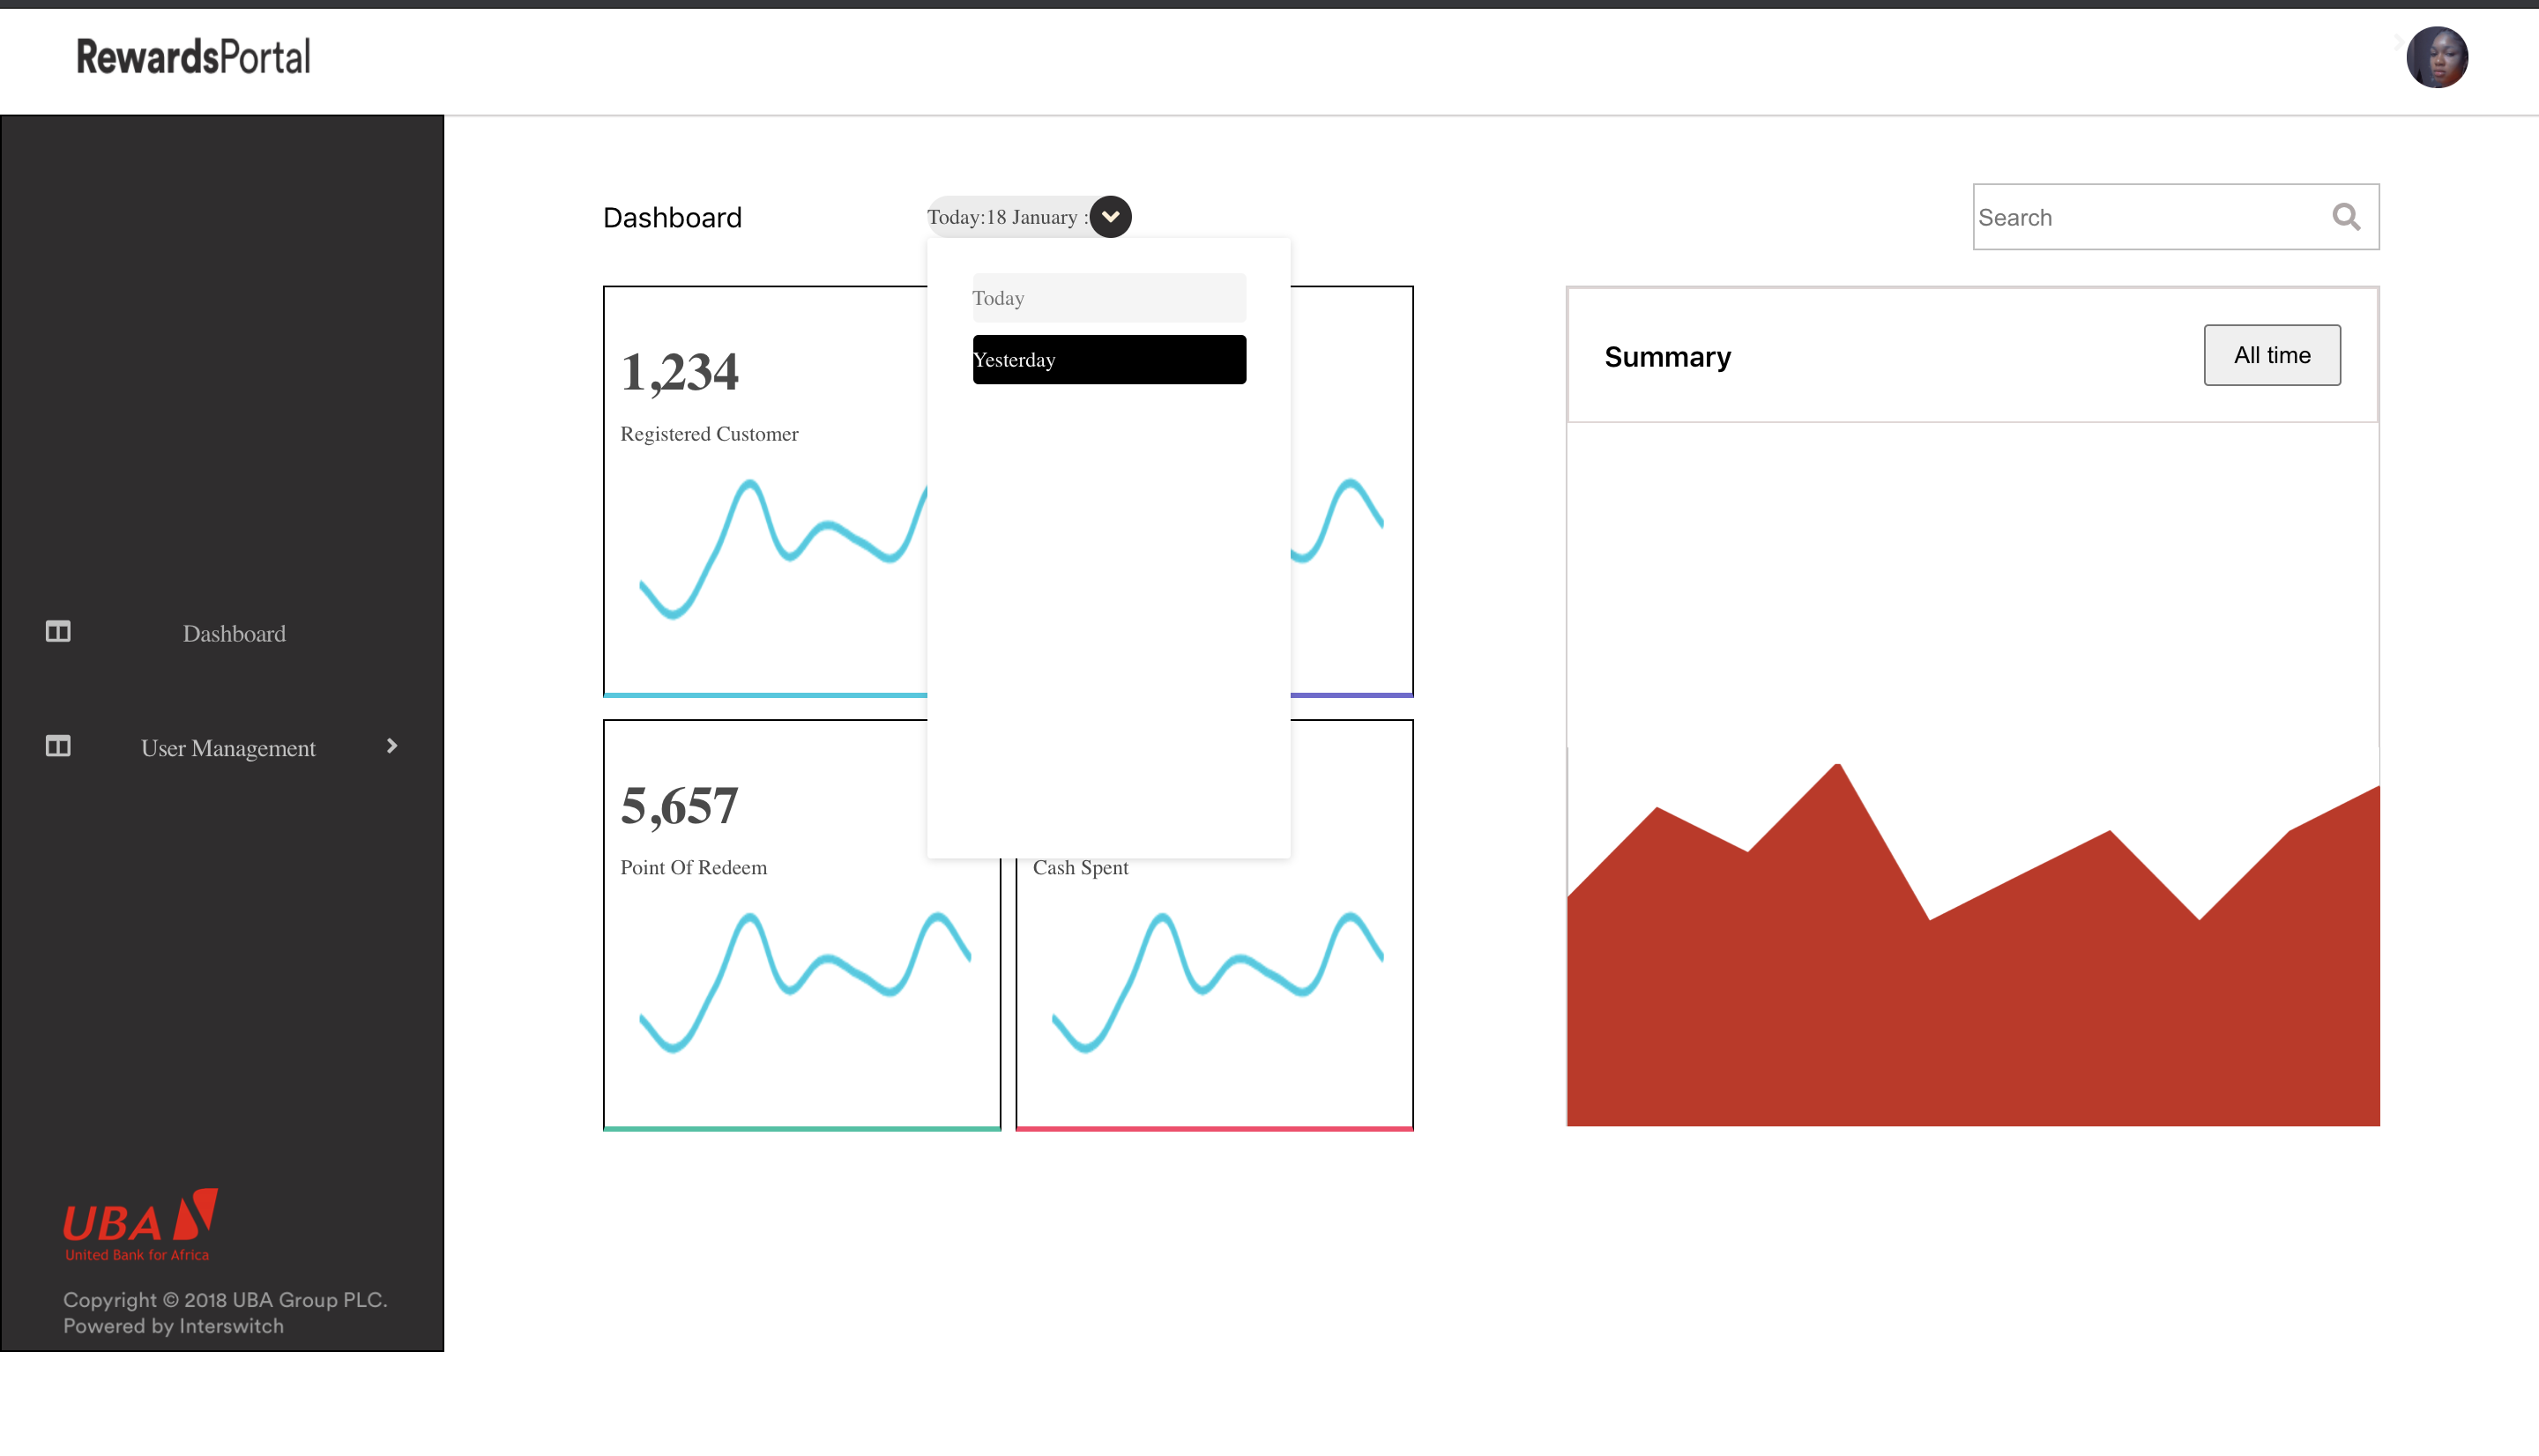 RewardsPortal
Dashboard
Today:18 January :
Search
Today
Yesterday
1,234
Registered Customer
Summary
All time
Dashboard
User Management
5,657
Point Of Redeem
Cash Spent
UBA
United Bank for Africa
Copyright © 2018 UBA Group PLC.
Powered by Interswitch